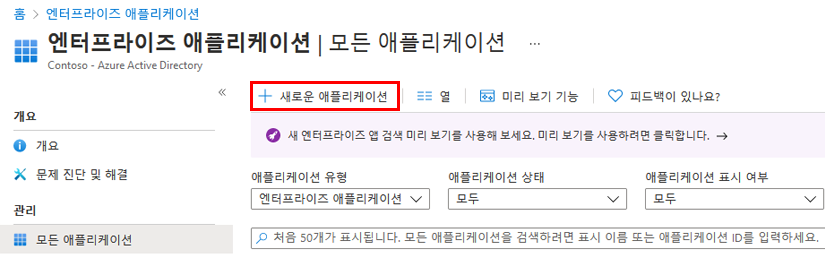 홈 > 엔터프라이즈 애플리케이션
엔터프라이즈 애플리케이션 | 모든 애플리케이션 ...
Contoso - Azure Active Directory
«
개요
개요
문제 진단 및 해결
관리
모든 애플리케이션
+ 새로운 애플리케이션 열 미리 보기 기능 피드백이 있나요?
새 엔터프라이즈 앱 검색 미리 보기를 사용해 보세요. 미리 보기를 사용하려면 클릭합니다. →
애플리케이션 유형 애플리케이션 상태 애플리케이션 표시 여부
엔터프라이즈 애플리케이션 모두 모두
처음 50개가 표시됩니다. 모든 애플리케이션을 검색하려면 표시 이름 또는 애플리케이션 ID를 입력하세요.